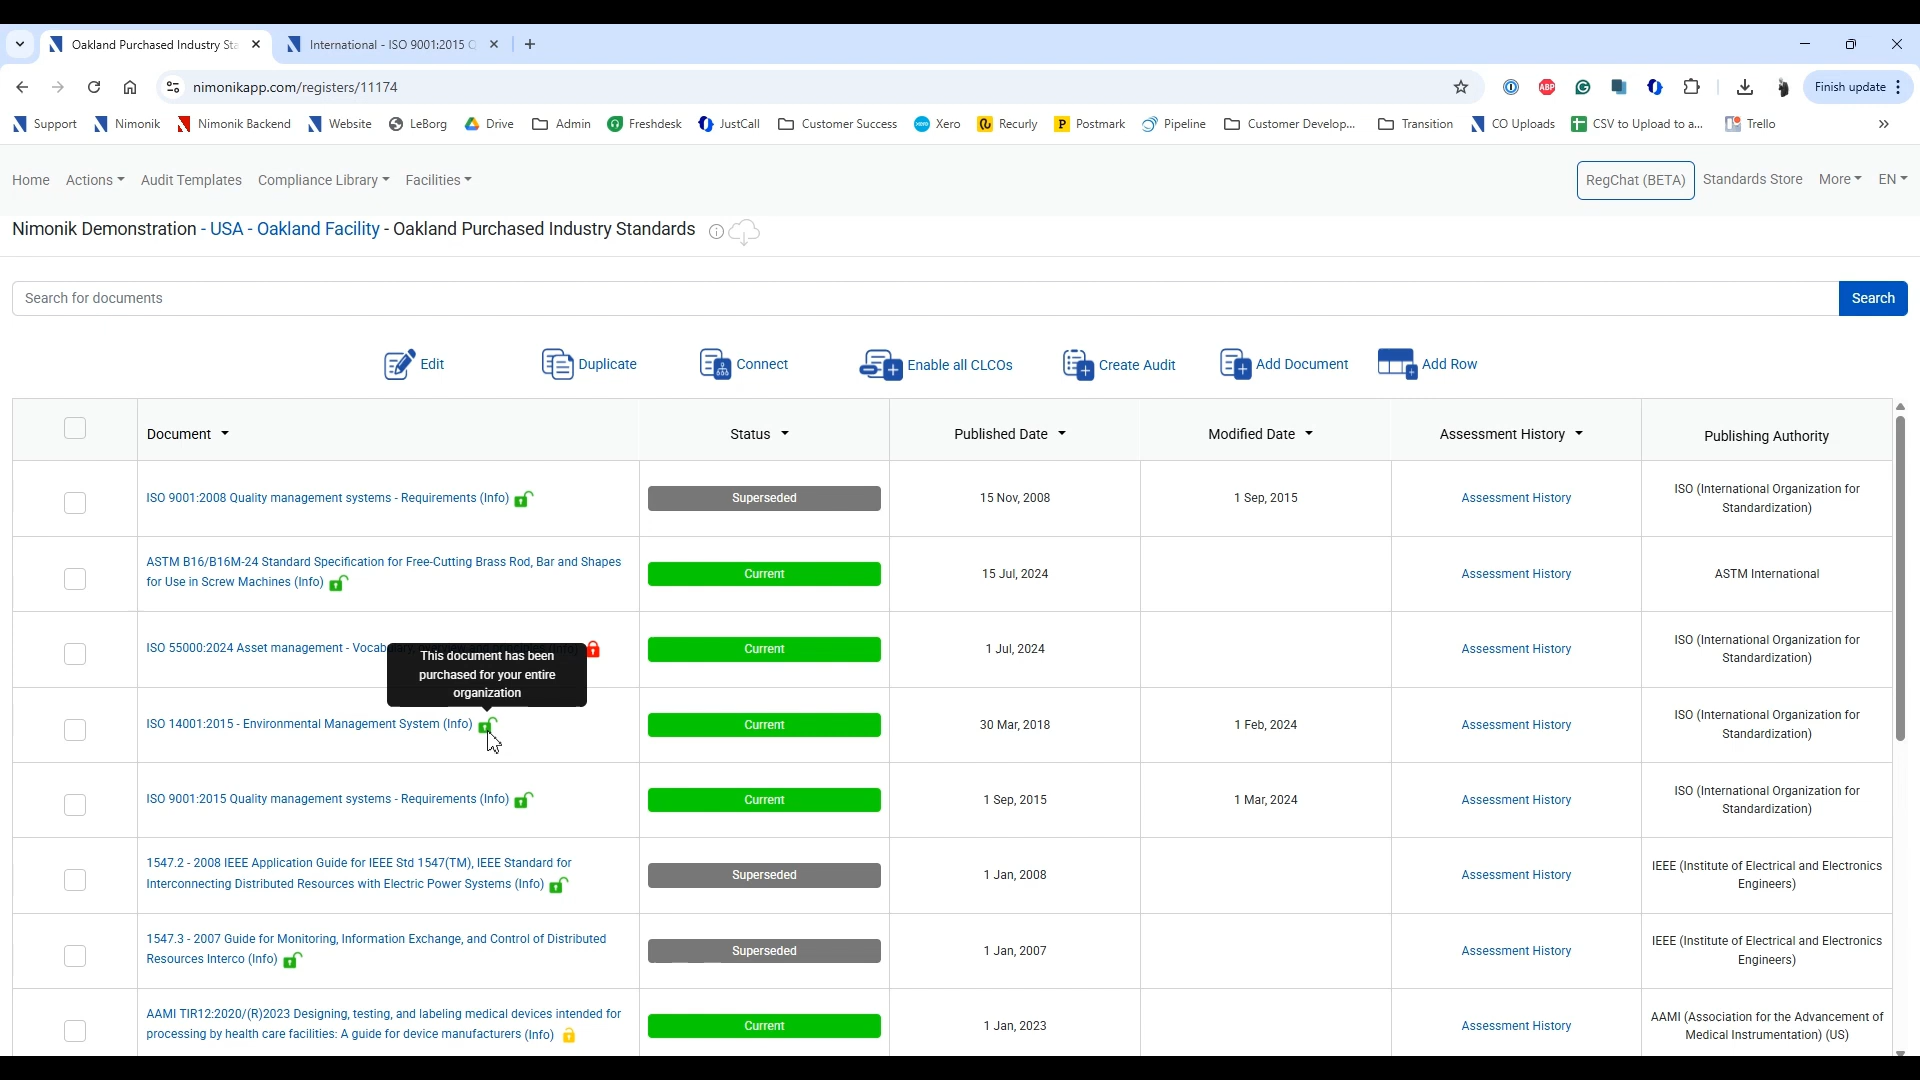 Oakland Purchased Industry Sta
International - ISO 9001:2015 Q
nimonikapp.com/registers/11174
Finish update
Support
Nimonik
Nimonik Backend
Website
LeBorg
Drive
Admin
Freshdesk
JustCall
Customer Success
Xero
Recurly
Postmark
Pipeline
Customer Develop...
Transition
CO Uploads
CSV to Upload to a...
Trello
Home
Actions
Audit Templates
Compliance Library
Facilities
RegChat (BETA)
Standards Store
More
EN
Nimonik Demonstration - USA - Oakland Facility - Oakland Purchased Industry Standards
Search for documents
Search
Edit
Duplicate
Connect
Enable all CLCOs
Create Audit
Add Document
Add Row
Document
Status
Published Date
Modified Date
Assessment History
Publishing Authority
ISO 9001:2008 Quality management systems - Requirements (Info)
Superseded
15 Nov, 2008
1 Sep, 2015
Assessment History
ISO (International Organization for
Standardization)
ASTM B16/B16M-24 Standard Specification for Free-Cutting Brass Rod, Bar and Shapes
for Use in Screw Machines (Info)
Current
15 Jul, 2024
Assessment History
ASTM International
ISO 55000:2024 Asset management -
Current
1 Jul, 2024
Assessment History
ISO (International Organization for
Standardization)
This document has been
purchased for your entire
organization
ISO 14001:2015 - Environmental Management System (Info)
Current
30 Mar, 2018
1 Feb, 2024
Assessment History
ISO (International Organization for
Standardization)
ISO 9001:2015 Quality management systems - Requirements (Info)
Current
1 Sep, 2015
1 Mar, 2024
Assessment History
ISO (International Organization for
Standardization)
1547.2 - 2008 IEEE Application Guide for IEEE Std 1547(TM), IEEE Standard for
Interconnecting Distributed Resources with Electric Power Systems (Info)
Superseded
1 Jan, 2008
Assessment History
IEEE (Institute of Electrical and Electronics
Engineers)
1547.3 - 2007 Guide for Monitoring, Information Exchange, and Control of Distributed
Resources Interco (Info)
Superseded
1 Jan, 2007
Assessment History
IEEE (Institute of Electrical and Electronics
Engineers)
AAMI TIR12:2020/(R)2023 Designing, testing, and labeling medical devices intended for
processing by health care facilities: A guide for device manufacturers (Info)
Current
1 Jan, 2023
Assessment History
AAMI (Association for the Advancement of
Medical Instrumentation) (US)